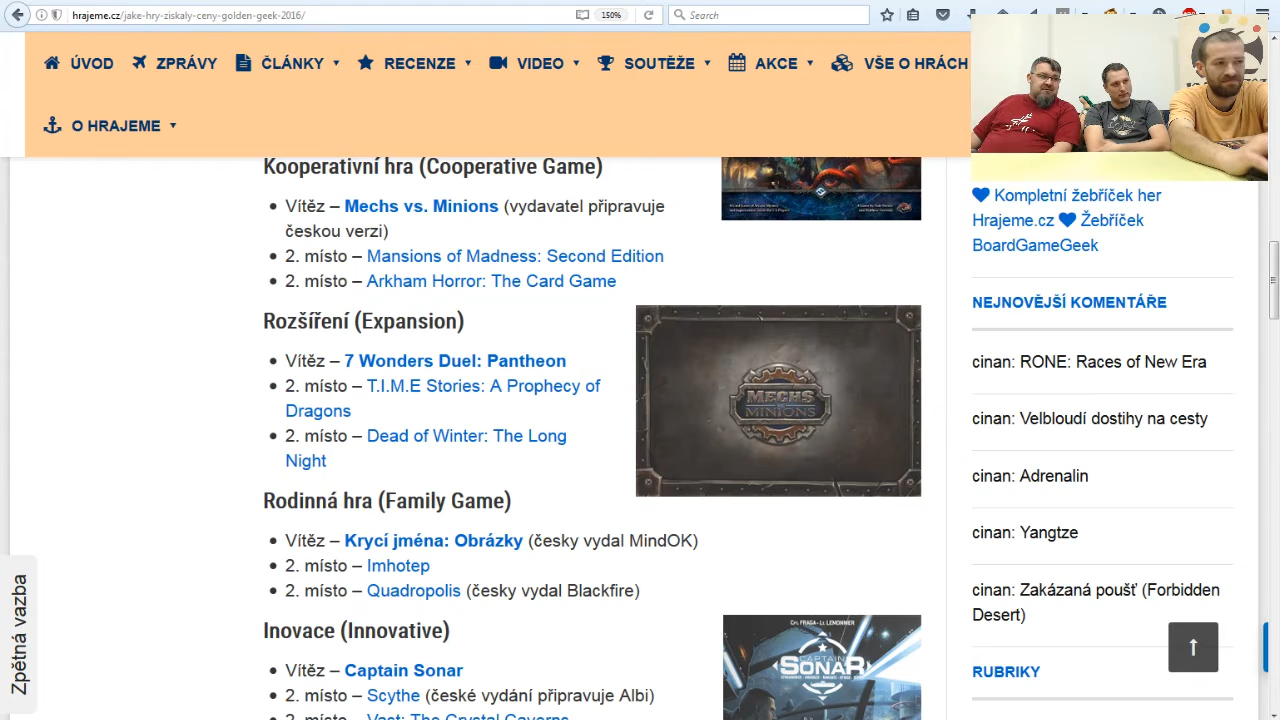 hrajeme.cz/jake-hry-ziskaly-ceny-golden-geek-2016/
150%
Search
ÚVOD
ZPRÁVY
ČLÁNKY
RECENZE
VIDEO
SOUTĚŽE
AKCE
VŠE O HRÁCH
O HRAJEME
Kooperativní hra (Cooperative Game)
Vítěz – Mechs vs. Minions (vydavatel připravuje
českou verzi)
2. místo – Mansions of Madness: Second Edition
2. místo – Arkham Horror: The Card Game
Rozšíření (Expansion)
Vítěz – 7 Wonders Duel: Pantheon
2. místo – T.I.M.E Stories: A Prophecy of
Dragons
2. místo – Dead of Winter: The Long
Night
MECHS
VS
MINIONS
Rodinná hra (Family Game)
Vítěz – Krycí jména: Obrázky (česky vydal MindOK)
2. místo – Imhotep
2. místo – Quadropolis (česky vydal Blackfire)
Inovace (Innovative)
Vítěz – Captain Sonar
2. místo – Scythe (české vydání připravuje Albi)
2. místo – Vast: The Crystal Caverns
CAPTAIN
SONAR
Kompletní žebříček her
Hrajeme.cz Žebříček
BoardGameGeek
NEJNOVĚJŠÍ KOMENTÁŘE
cinan: RONE: Races of New Era
cinan: Velbloudí dostihy na cesty
cinan: Adrenalin
cinan: Yangtze
cinan: Zakázaná poušť (Forbidden
Desert)
RUBRIKY
Zpětná vazba